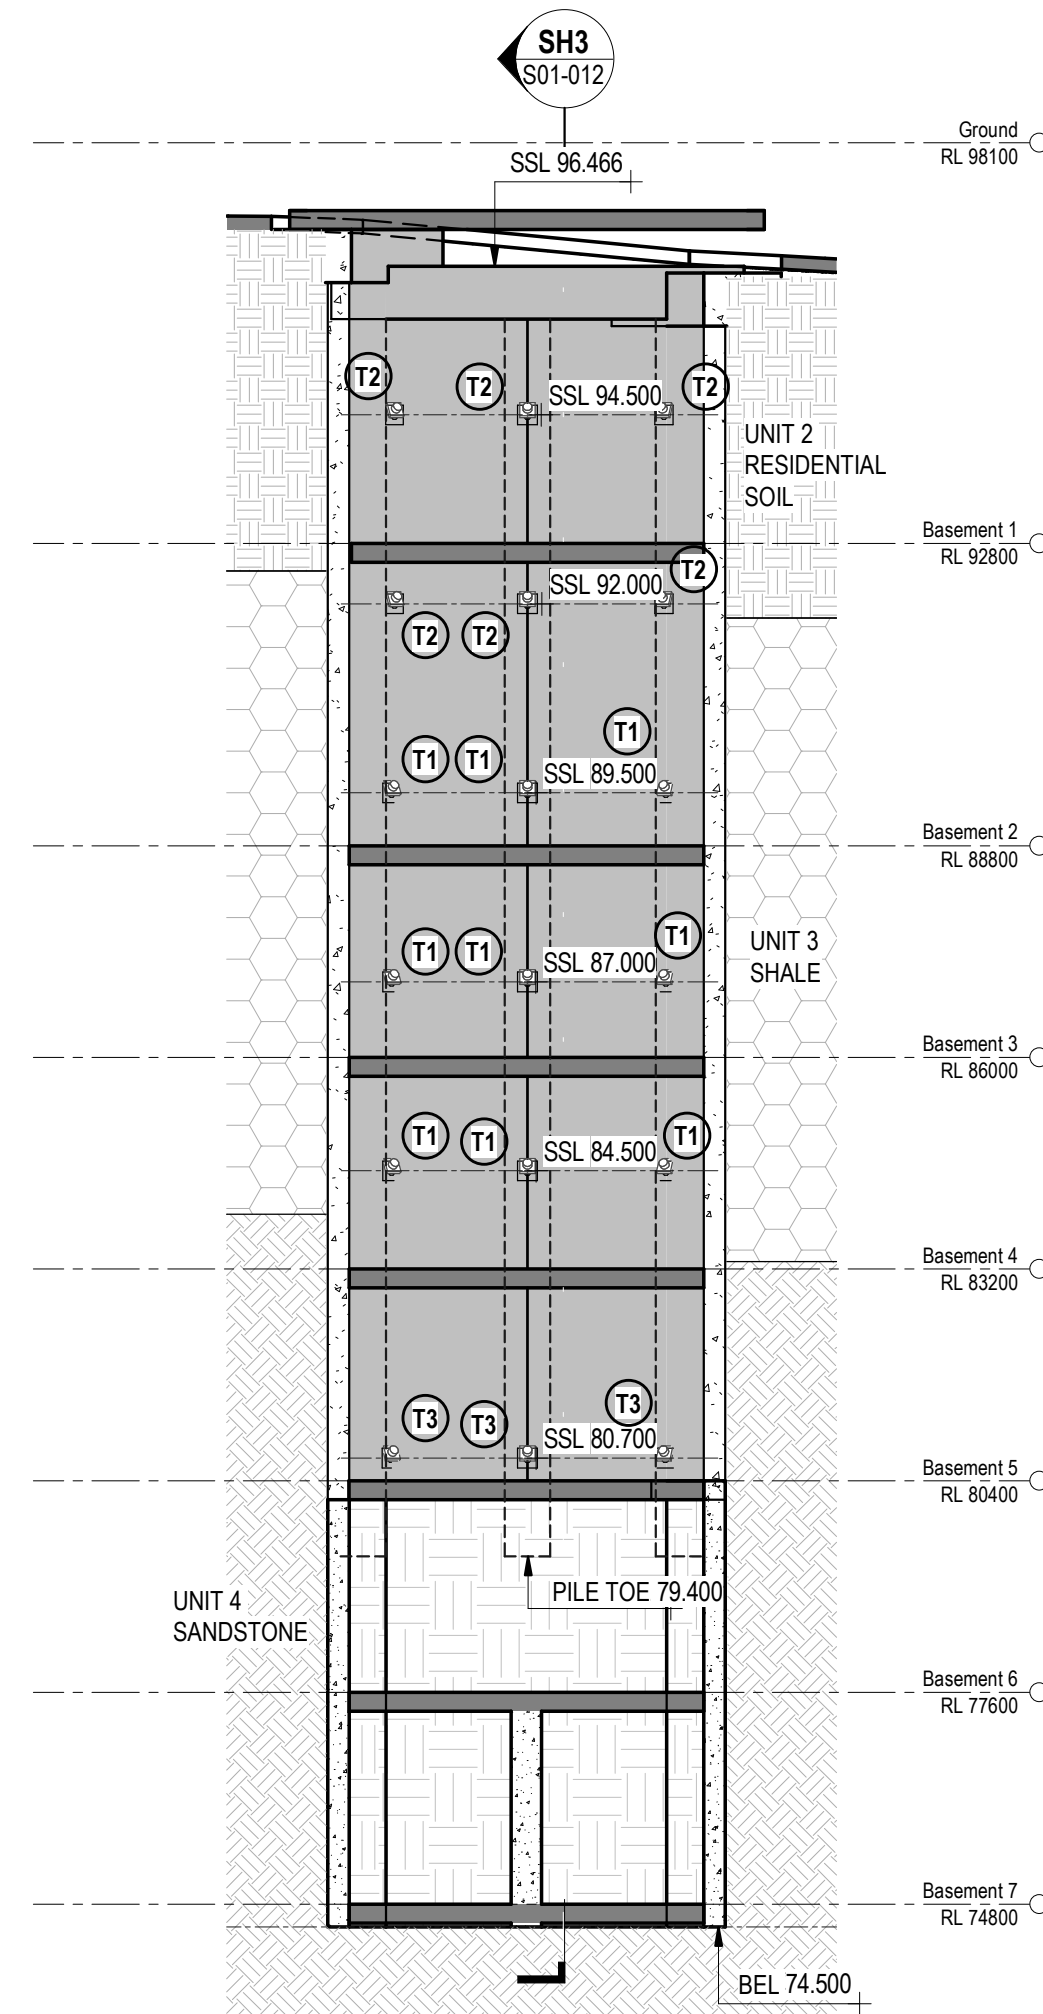 SH3
S01-012
Ground
RL 98100
SSL 96.466
T2
T2
SSL 94.500
T2
UNIT 2
RESIDENTIAL
SOIL
Basement 1
RL 92800
T2
SSL 92.000
T2
T2
T1
T1
T1
SSL 89.500
Basement 2
RL 88800
T1
T1
T1
SSL 87.000
UNIT 3
SHALE
Basement 3
RL 86000
T1
T1
T1
SSL 84.500
Basement 4
RL 83200
T3
T3
T3
SSL 80.700
Basement 5
RL 80400
PILE TOE 79.400
UNIT 4
SANDSTONE
Basement 6
RL 77600
Basement 7
RL 74800
BEL 74.500